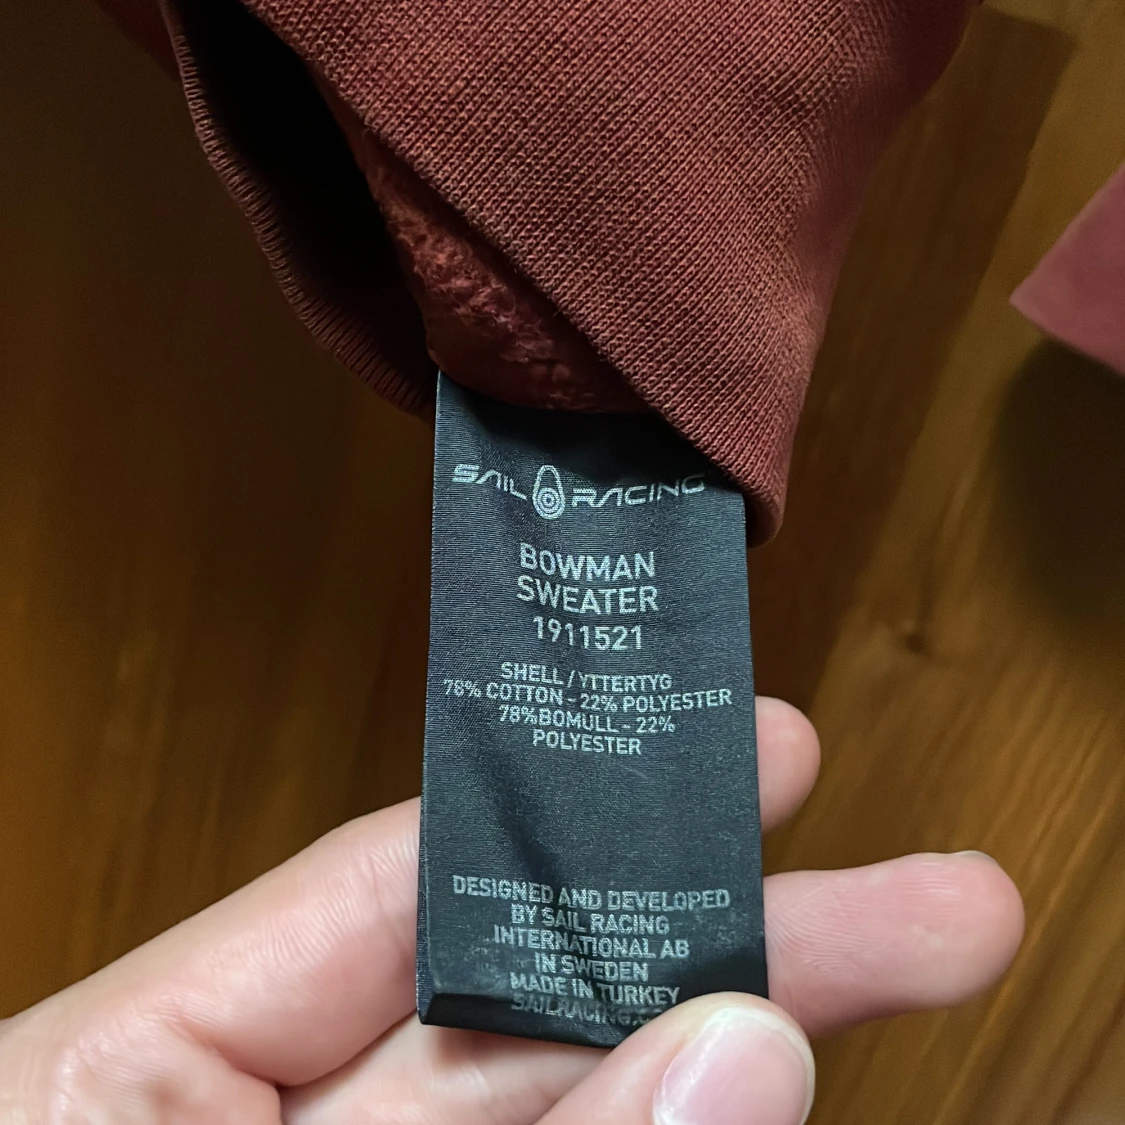 SAIL RACING
BOWMAN
SWEATER
1911521
SHELL / YTTERTYG
78% COTTON - 22% POLYESTER
78%BOMULL - 22%
POLYESTER
DESIGNED AND DEVELOPED
BY SAIL RACING
INTERNATIONAL AB
IN SWEDEN
MADE IN TURKEY